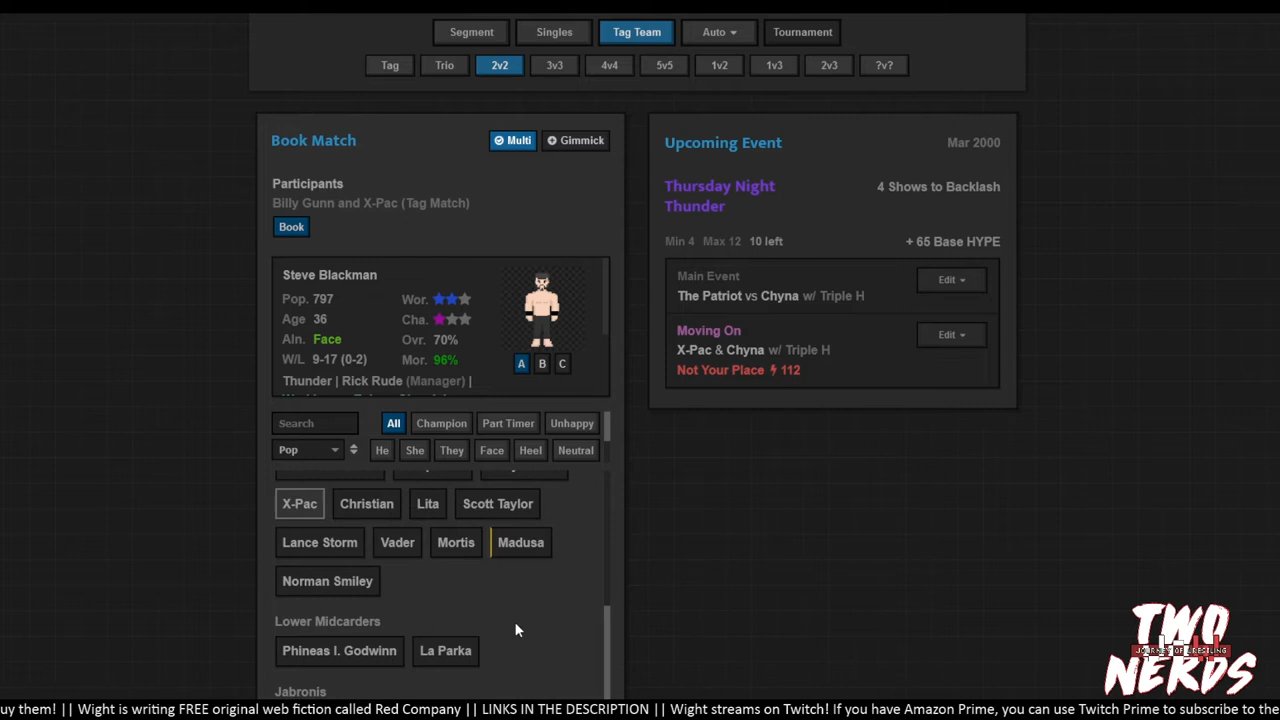 Segment Singles Tag Team Auto Tournament
Tag Trio 2v2 3v3 4v4 5v5 1v2 1v3 2v3 ?v?
Book Match Multi Gimmick
Participants
Billy Gunn and X-Pac (Tag Match)
Book
Steve Blackman
Pop. 797 Wor.
Age 36 Cha.
Aln. Face Ovr. 70%
W/L 9-17 (0-2) Mor. 96%
A B C
Thunder | Rick Rude (Manager) |
Search All Champion Part Timer Unhappy
Pop He She They Face Heel Neutral
X-Pac Christian Lita Scott Taylor
Lance Storm Vader Mortis Madusa
Norman Smiley
Lower Midcarders
Phineas I. Godwinn La Parka
Jabronis
Upcoming Event Mar 2000
Thursday Night
Thunder
4 Shows to Backlash
Min 4 Max 12 10 left + 65 Base HYPE
Main Event Edit
The Patriot vs Chyna w/ Triple H
Moving On Edit
X-Pac & Chyna w/ Triple H
Not Your Place 112
TWO
JOURNEY OF WRESTLING
NERDS
uy them! || Wight is writing FREE original web fiction called Red Company || LINKS IN THE DESCRIPTION || Wight streams on Twitch! If you have Amazon Prime, you can use Twitch Prime to subscribe to the